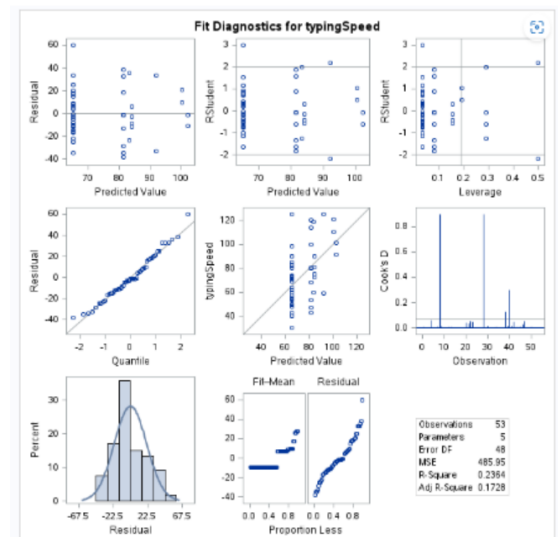 Fit Diagnostics for typingSpeed
60
40
20
0
-20
-40
Residual
70 80 90 100
Predicted Value
3
2
1
0
-1
-2
RStudent
70 80 90 100
Predicted Value
3
2
1
0
-1
-2
RStudent
0.1 0.2 0.3 0.4 0.5
Leverage
60
40
20
0
-20
-40
Residual
-2 -1 0 1 2
Quantile
120
100
80
60
40
typingSpeed
40 60 80 100 120
Predicted Value
0.8
0.6
0.4
0.2
0.0
Cook's D
0 10 20 30 40 50
Observation
30
20
10
0
Percent
-67.5 -22.5 22.5 67.5
Residual
Fit–Mean Residual
60
40
20
0
-20
-40
0.0 0.4 0.8 0.0 0.4 0.8
Proportion Less
Observations 53
Parameters 5
Error DF 48
MSE 485.95
R-Square 0.2364
Adj R-Square 0.1728